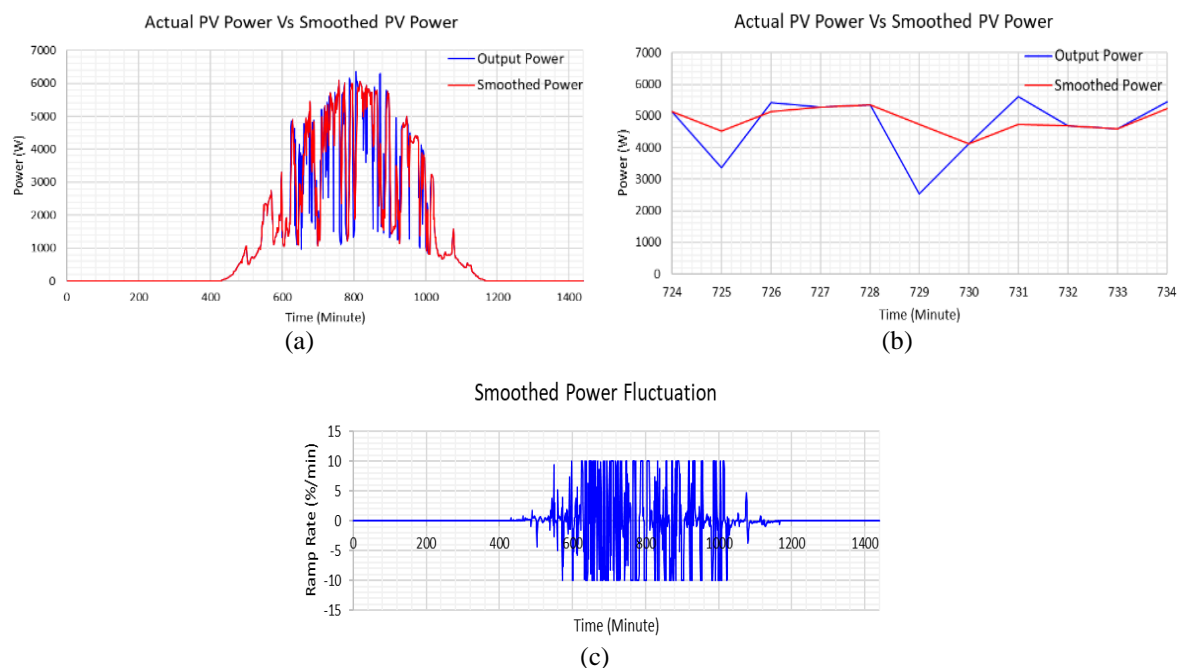 Actual PV Power Vs Smoothed PV Power
Output Power
Smoothed Power
7000
6000
5000
4000
3000
2000
1000
0
Power (W)
0 200 400 600 800 1000 1200 1400
Time (Minute)
(a)
Actual PV Power Vs Smoothed PV Power
Output Power
Smoothed Power
7000
6000
5000
4000
3000
2000
1000
0
Power (W)
724 725 726 727 728 729 730 731 732 733 734
Time (Minute)
(b)
Smoothed Power Fluctuation
15
10
5
0
-5
-10
-15
Ramp Rate (%/min)
0 200 400 600 800 1000 1200 1400
Time (Minute)
(c)